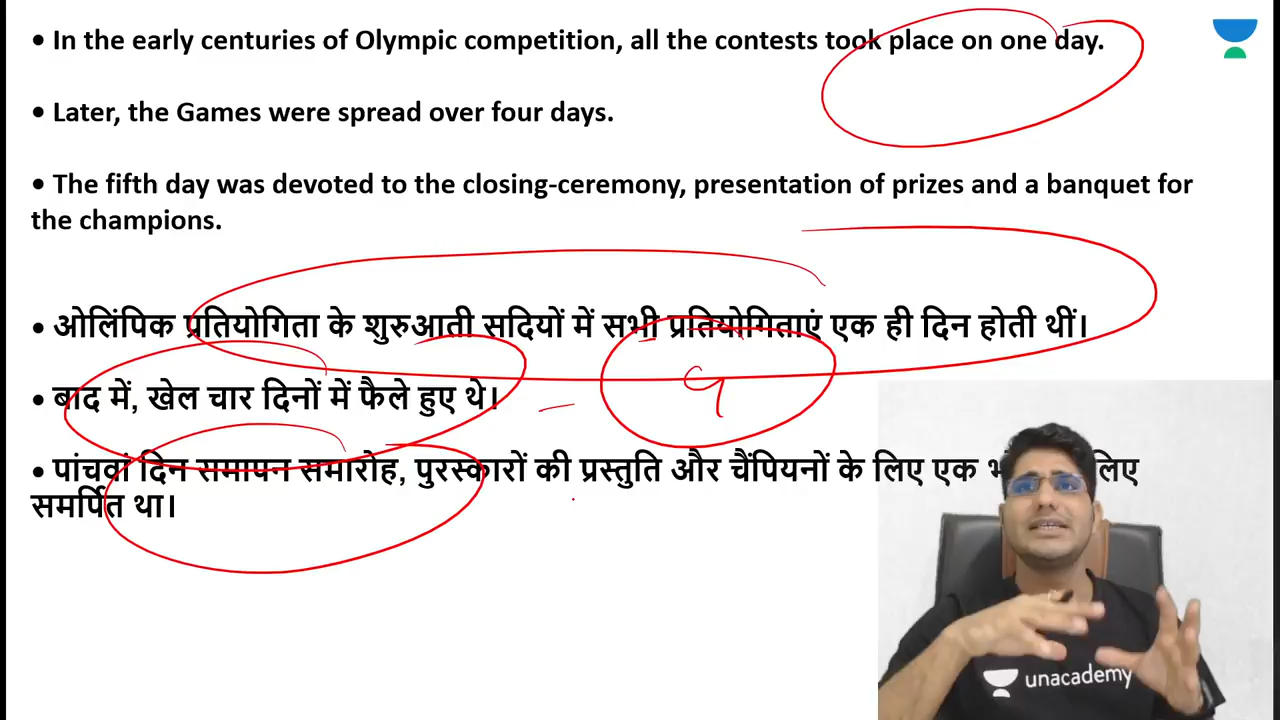 • In the early centuries of Olympic competition, all the contests took place on one day.
• Later, the Games were spread over four days.
• The fifth day was devoted to the closing-ceremony, presentation of prizes and a banquet for
the champions.
• ओलिंपिक प्रतियोगिता के शुरुआती सदियों में सभी प्रतियोगिताएं एक ही दिन होती थीं।
• बाद में, खेल चार दिनों में फैले हुए थे।
• पांचवां दिन समापन समारोह, पुरस्कारों की प्रस्तुति और चैंपियनों के लिए एक लिए
समर्पित था।
unacademy